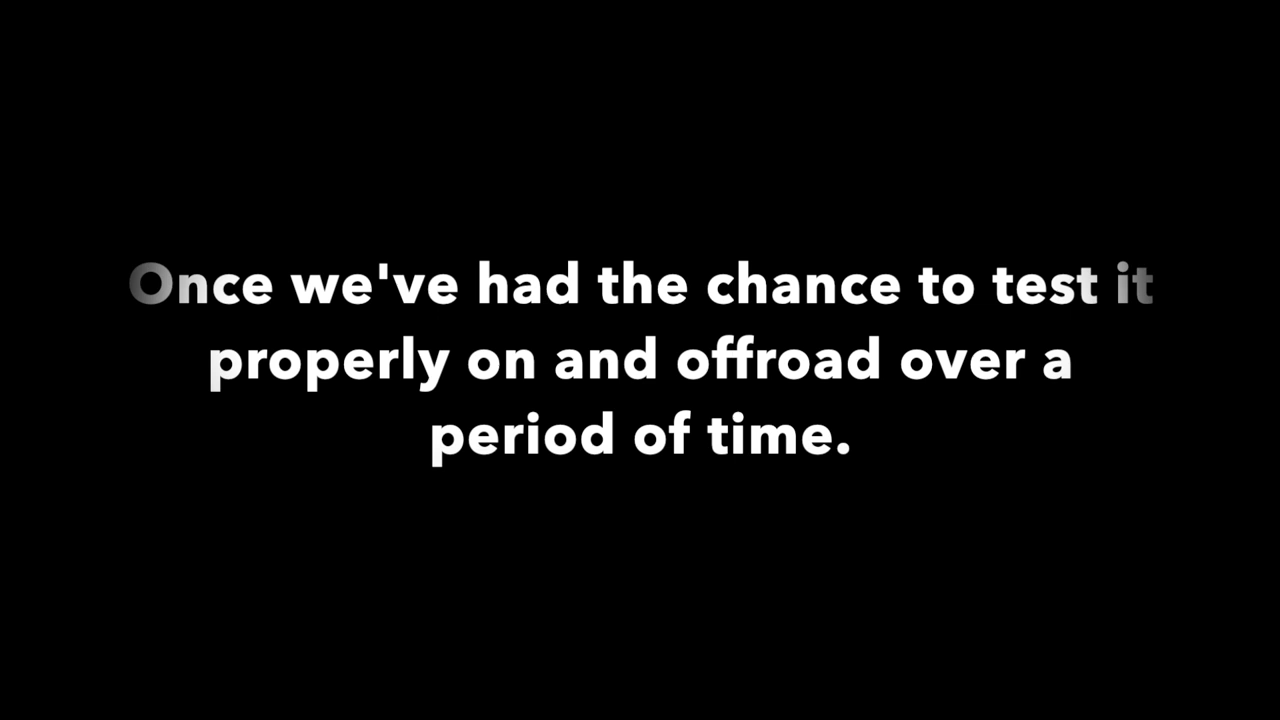 Once we've had the chance to test it
properly on and offroad over a
period of time.